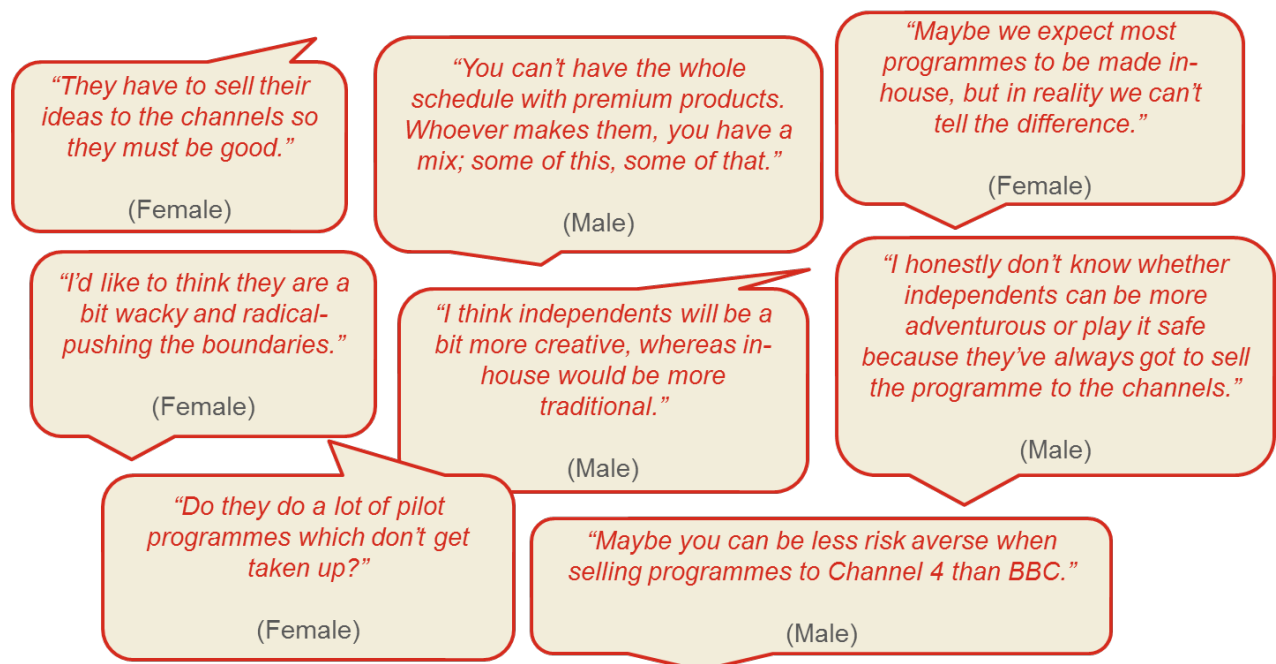 “They have to sell their
ideas to the channels so
they must be good.”
(Female)
“You can’t have the whole
schedule with premium products.
Whoever makes them, you have a
mix; some of this, some of that.”
(Male)
“Maybe we expect most
programmes to be made in-
house, but in reality we can’t
tell the difference.”
(Female)
“I’d like to think they are a
bit wacky and radical-
pushing the boundaries.”
(Female)
“I think independents will be a
bit more creative, whereas in-
house would be more
traditional.”
(Male)
“I honestly don’t know whether
independents can be more
adventurous or play it safe
because they’ve always got to sell
the programme to the channels.”
(Male)
“Do they do a lot of pilot
programmes which don’t get
taken up?”
(Female)
“Maybe you can be less risk averse when
selling programmes to Channel 4 than BBC.”
(Male)